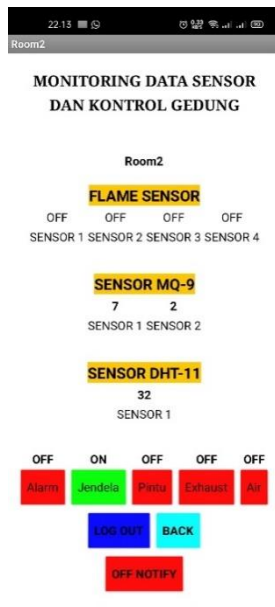 22.13
Room2
MONITORING DATA SENSOR
DAN KONTROL GEDUNG
Room2
FLAME SENSOR
OFF OFF OFF OFF
SENSOR 1 SENSOR 2 SENSOR 3 SENSOR 4
SENSOR MQ-9
7 2
SENSOR 1 SENSOR 2
SENSOR DHT-11
32
SENSOR 1
OFF ON OFF OFF OFF
Alarm Jendela Pintu Exhaust Air
LOG OUT BACK
OFF NOTIFY